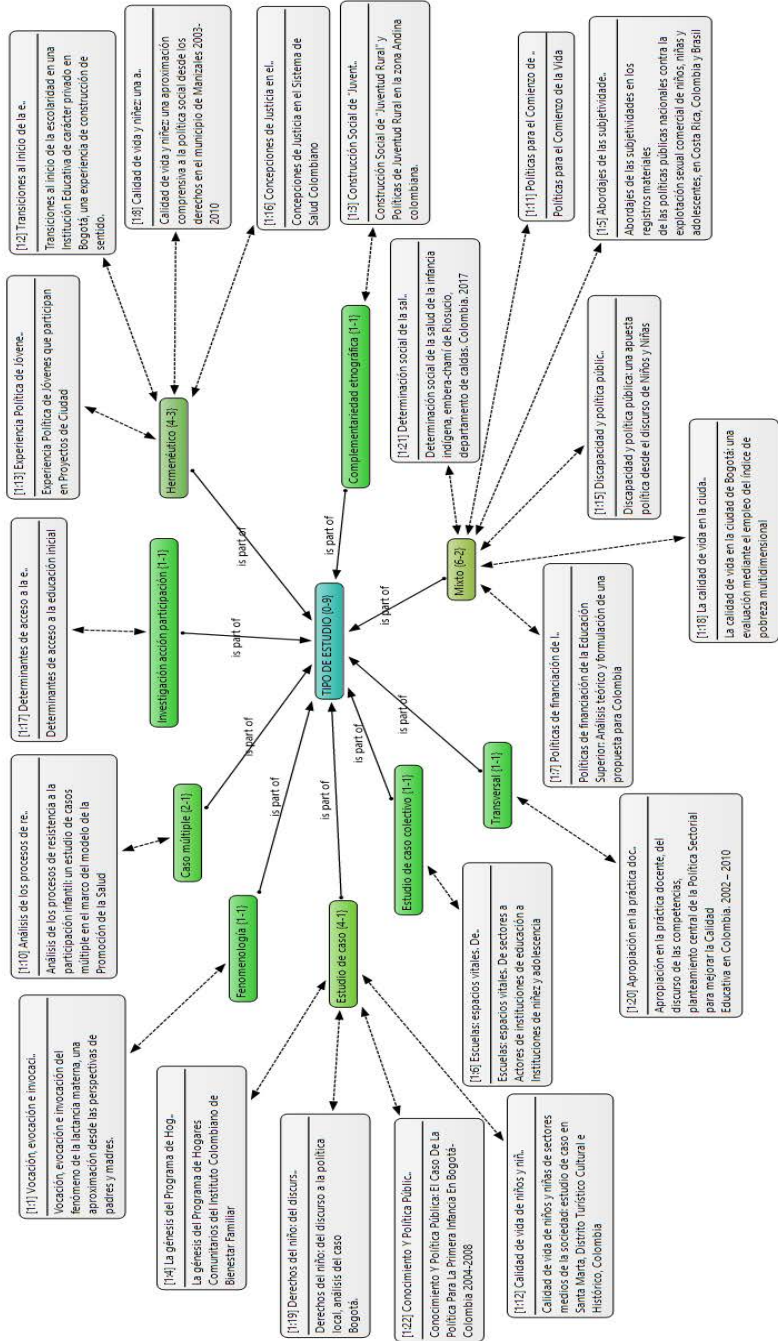 [1:1] Vocación, evocación e invocaci..
Vocación, evocación e invocación del
fenómeno de la lactancia materna, una
aproximación desde las perspectivas de
padres y madres.
[1:10] Análisis de los procesos de re..
Análisis de los procesos de resistencia a la
participación infantil: un estudio de casos
múltiple en el marco del modelo de la
Promoción de la Salud
[1:17] Determinantes de acceso a la e..
Determinantes de acceso a la educación inicial
[1:13] Experiencia Política de Jóvene..
Experiencia Política de Jóvenes que participan
en Proyectos de Ciudad
[1:2] Transiciones al inicio de la e..
Transiciones al inicio de la escolaridad en una
Institución Educativa de carácter privado en
Bogotá, una experiencia de construcción de
sentido.
[1:8] Calidad de vida y niñez: una a..
Calidad de vida y niñez: una aproximación
comprensiva a la política social desde los
derechos en el municipio de Manizales 2003-
2010
[1:4] La génesis del Programa de Hog..
La génesis del Programa de Hogares
Comunitarios del Instituto Colombiano de
Bienestar Familiar
Fenomenología {1-1}
Caso múltiple {2-1}
Investigación acción participación {1-1}
Hermenéutico {4-3}
[1:16] Concepciones de Justicia en el..
Concepciones de Justicia en el Sistema de
Salud Colombiano
is part of
is part of
is part of
is part of
[1:19] Derechos del niño: del discurs..
Derechos del niño: del discurso a la política
local, análisis del caso
Bogotá.
Estudio de caso {4-1}
is part of
TIPO DE ESTUDIO {0-9}
is part of
Complementariedad etnográfica {1-1}
[1:3] Construcción Social de "Juvent..
Construcción Social de "Juventud Rural" y
Políticas de Juventud Rural en la zona Andina
colombiana.
[1:22] Conocimiento Y Política Públic..
Conocimiento Y Política Pública: El Caso De La
Política Para La Primera Infancia En Bogotá-
Colombia 2004-2008
Estudio de caso colectivo {1-1}
is part of
is part of
is part of
[1:21] Determinación social de la sal..
Determinación social de la salud de la infancia
indígena, embera-chamí de Riosucio,
departamento de caldas. Colombia. 2017
[1:12] Calidad de vida de niños y niñ..
Calidad de vida de niños y niñas de sectores
medios de la sociedad: estudio de caso en
Santa Marta, Distrito Turístico Cultural e
Histórico, Colombia
[1:6] Escuelas: espacios vitales. De..
Escuelas: espacios vitales. De sectores a
Actores de instituciones de educación a
Instituciones de niñez y adolescencia
Transversal {1-1}
Mixto {6-2}
[1:11] Políticas para el Comienzo de ..
Políticas para el Comienzo de la Vida
[1:20] Apropiación en la práctica doc..
Apropiación en la práctica docente, del
discurso de las competencias,
planteamiento central de la Política Sectorial
para mejorar la Calidad
Educativa en Colombia. 2002 – 2010
[1:7] Políticas de financiación de l..
Políticas de financiación de la Educación
Superior: Análisis teórico y formulación de una
propuesta para Colombia
[1:15] Discapacidad y política públic..
Discapacidad y política pública: una apuesta
política desde el discurso de Niños y Niñas
[1:5] Abordajes de las subjetividade..
Abordajes de las subjetividades en los
registros materiales
de las políticas públicas nacionales contra la
explotación sexual comercial de niños, niñas y
adolescentes, en Costa Rica, Colombia y Brasil
[1:18] La calidad de vida en la ciuda..
La calidad de vida en la ciudad de Bogotá: una
evaluación mediante el empleo del índice de
pobreza multidimensional